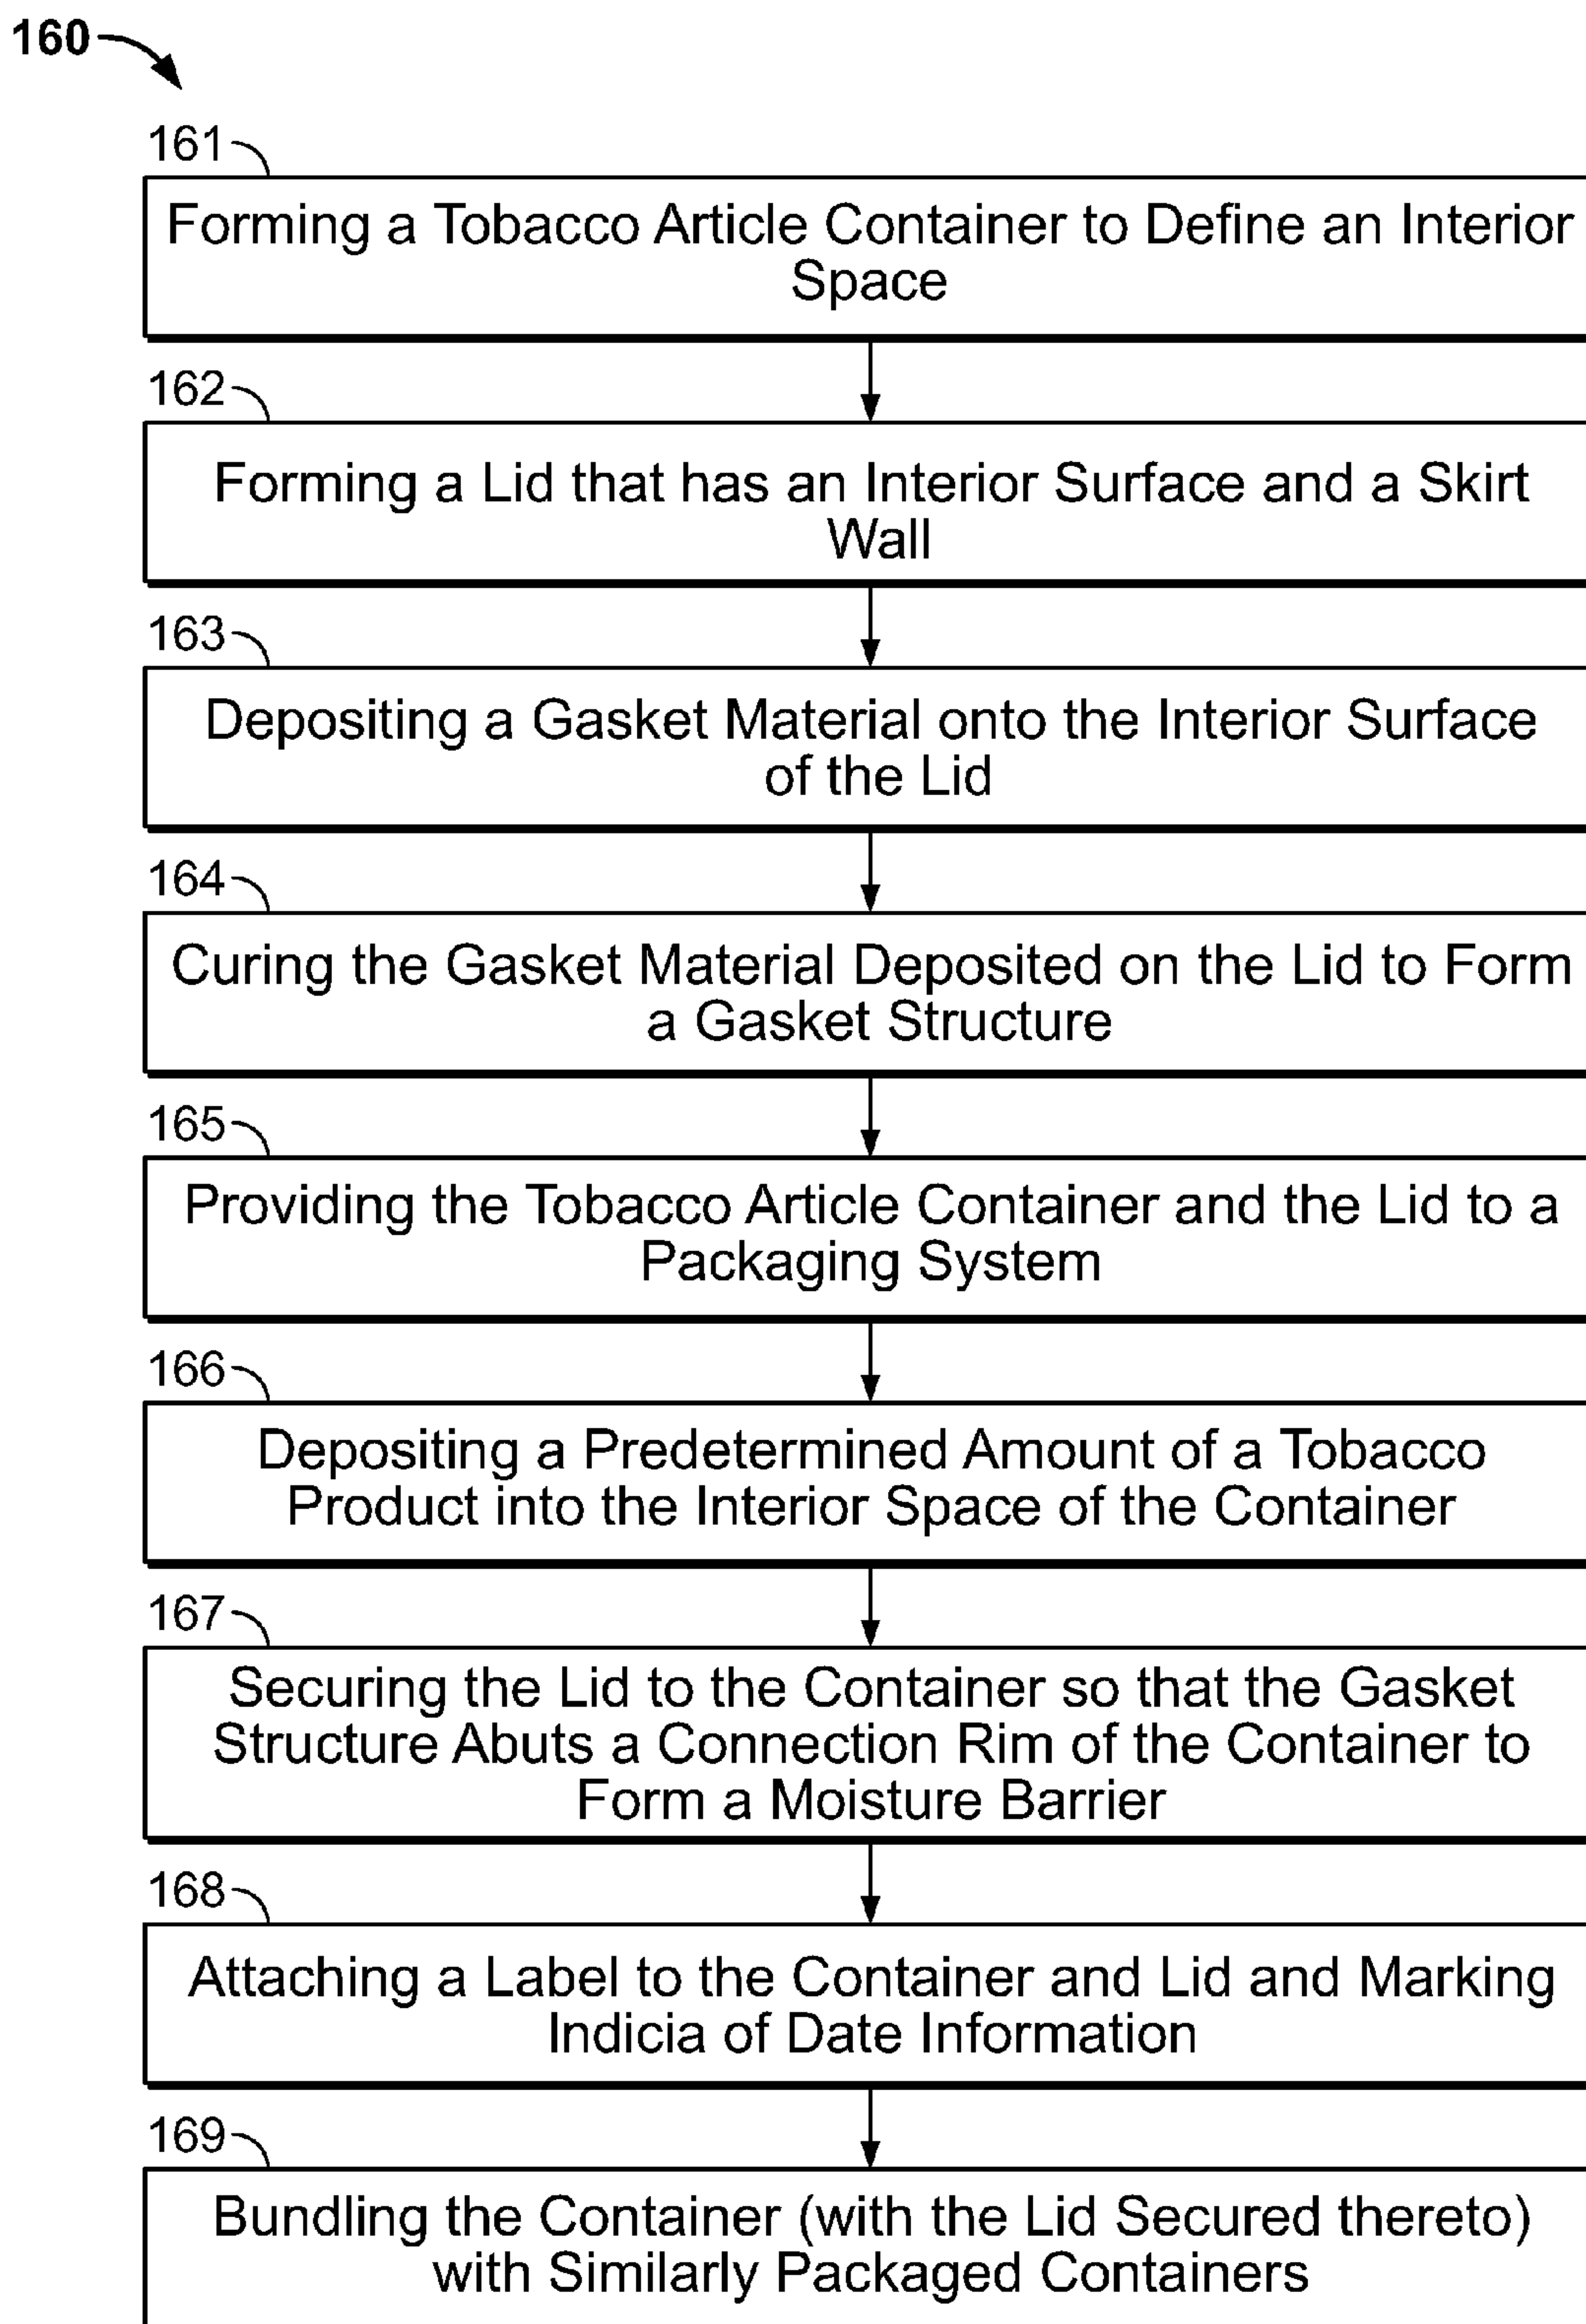 160
161
Forming a Tobacco Article Container to Define an Interior
Space
162
Forming a Lid that has an Interior Surface and a Skirt
Wall
163
Depositing a Gasket Material onto the Interior Surface
of the Lid
164
Curing the Gasket Material Deposited on the Lid to Form
a Gasket Structure
165
Providing the Tobacco Article Container and the Lid to a
Packaging System
166
Depositing a Predetermined Amount of a Tobacco
Product into the Interior Space of the Container
167
Securing the Lid to the Container so that the Gasket
Structure Abuts a Connection Rim of the Container to
Form a Moisture Barrier
168
Attaching a Label to the Container and Lid and Marking
Indicia of Date Information
169
Bundling the Container (with the Lid Secured thereto)
with Similarly Packaged Containers